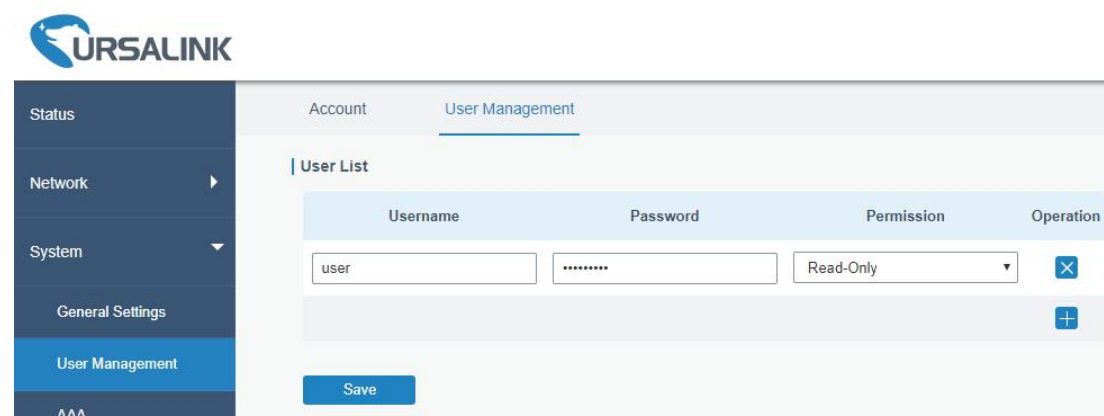 URSALINK
Status
Network
System
General Settings
User Management
AAA
Account User Management
User List
Username Password Permission Operation
user ••••••••• Read-Only
Save